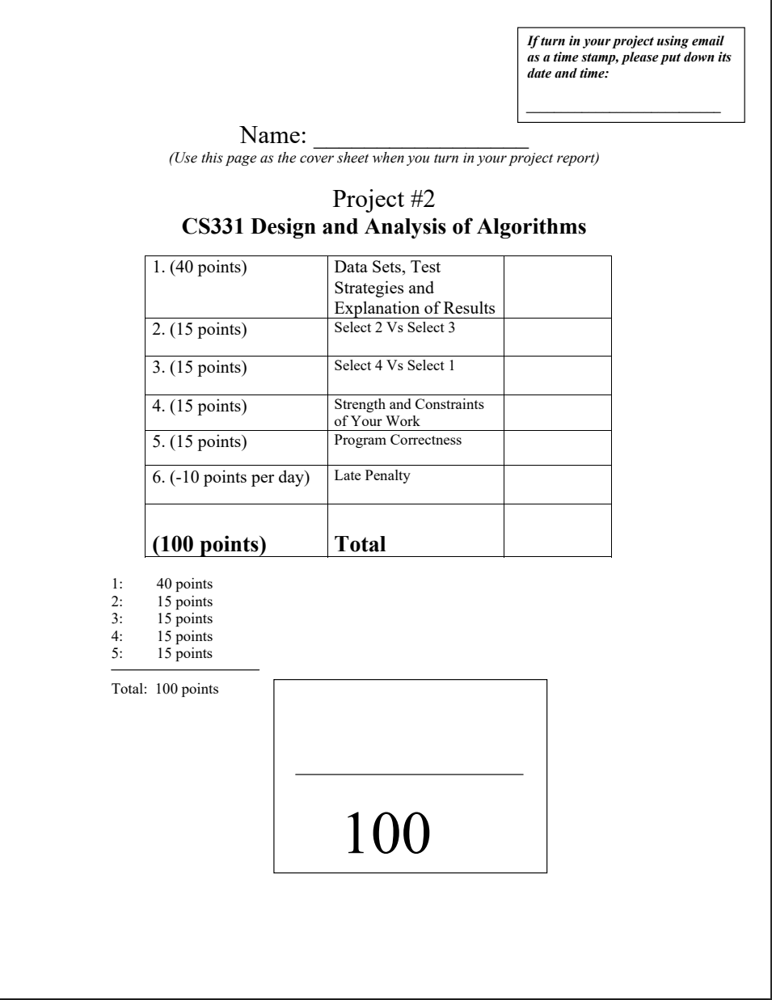 If turn in your project using email
as a time stamp, please put down its
date and time:
____________________________
Name: ___________________
(Use this page as the cover sheet when you turn in your project report)
Project #2
CS331 Design and Analysis of Algorithms
1. (40 points) Data Sets, Test
Strategies and
Explanation of Results
2. (15 points) Select 2 Vs Select 3
3. (15 points) Select 4 Vs Select 1
4. (15 points) Strength and Constraints
of Your Work
5. (15 points) Program Correctness
6. (-10 points per day) Late Penalty
(100 points) Total
1: 40 points
2: 15 points
3: 15 points
4: 15 points
5: 15 points
Total: 100 points
100